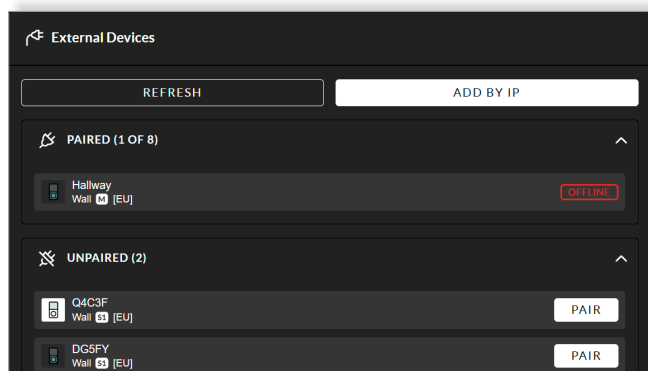 External Devices
REFRESH
ADD BY IP
PAIRED (1 OF 8)
Hallway
Wall M [EU]
OFFLINE
UNPAIRED (2)
Q4C3F
Wall S1 [EU]
PAIR
DG5FY
Wall S1 [EU]
PAIR